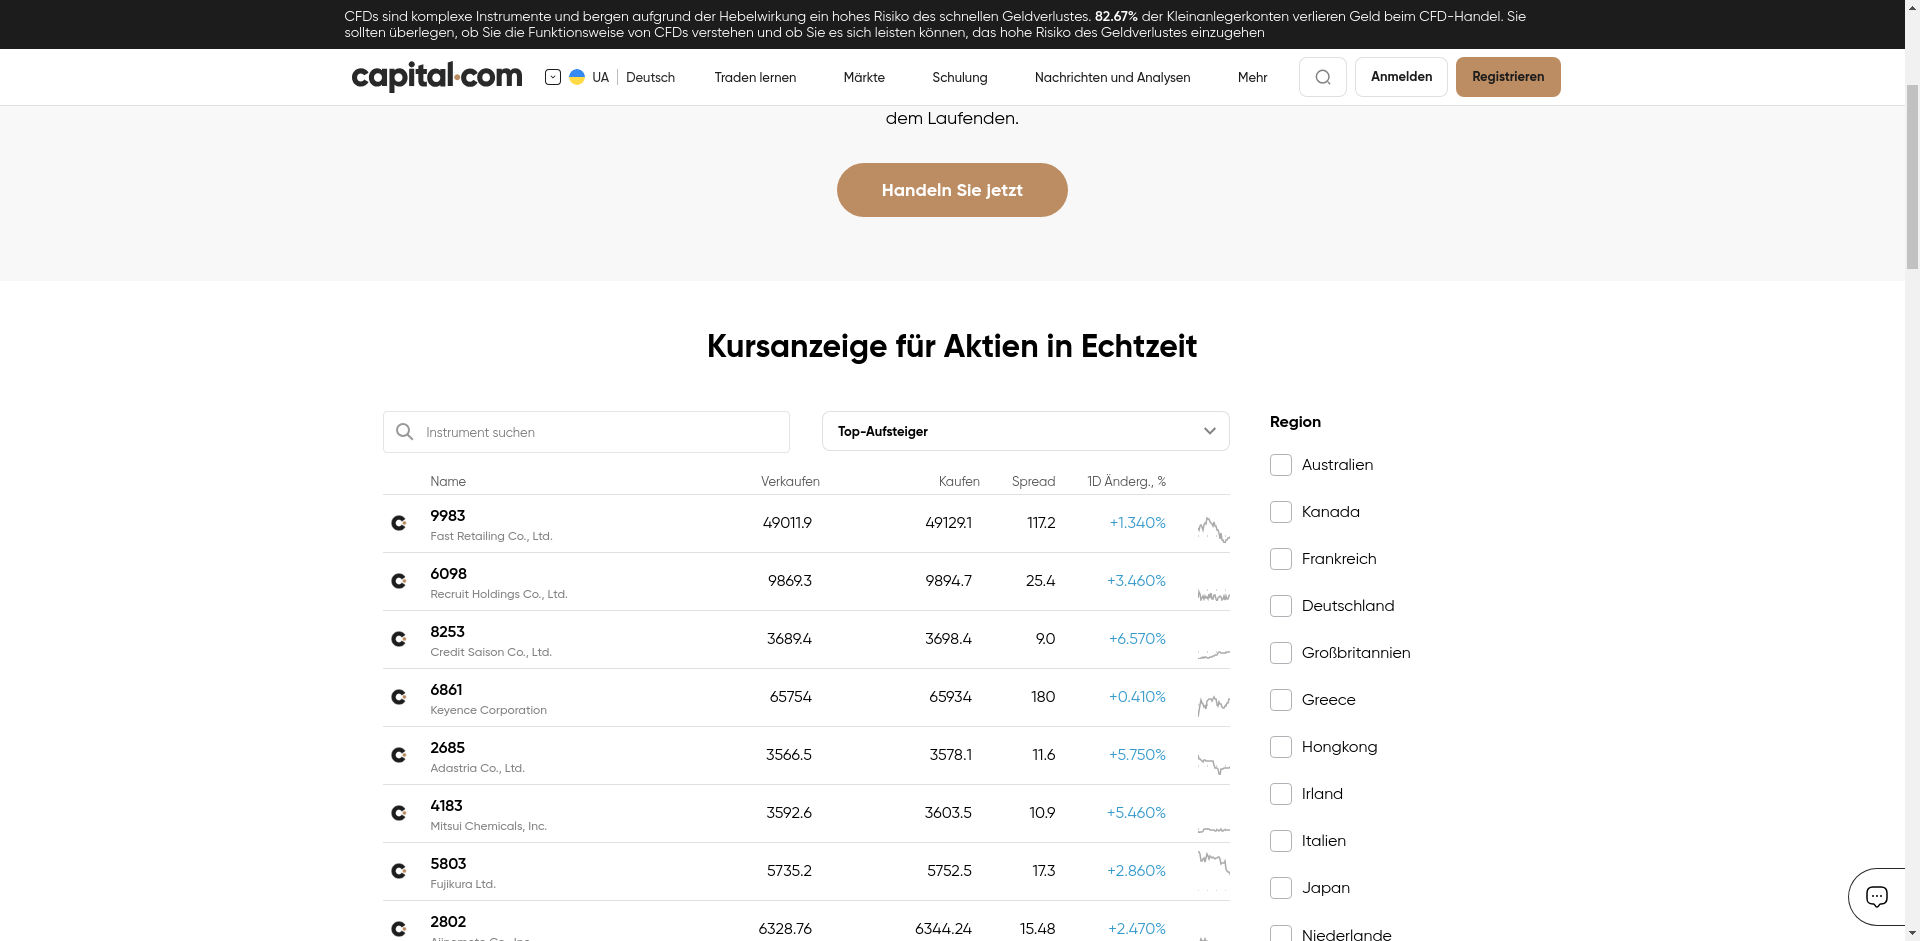 CFDs sind komplexe Instrumente und bergen aufgrund der Hebelwirkung ein hohes Risiko des schnellen Geldverlustes. 82.67% der Kleinanlegerkonten verlieren Geld beim CFD-Handel. Sie
sollten überlegen, ob Sie die Funktionsweise von CFDs verstehen und ob Sie es sich leisten können, das hohe Risiko des Geldverlustes einzugehen
capital.com UA Deutsch Traden lernen Märkte Schulung Nachrichten und Analysen Mehr Anmelden Registrieren
dem Laufenden.
Handeln Sie jetzt
Kursanzeige für Aktien in Echtzeit
Instrument suchen
Top-Aufsteiger
Name Verkaufen Kaufen Spread 1D Änderg., %
9983 49011.9 49129.1 117.2 +1.340%
Fast Retailing Co., Ltd.
6098 9869.3 9894.7 25.4 +3.460%
Recruit Holdings Co., Ltd.
8253 3689.4 3698.4 9.0 +6.570%
Credit Saison Co., Ltd.
6861 65754 65934 180 +0.410%
Keyence Corporation
2685 3566.5 3578.1 11.6 +5.750%
Adastria Co., Ltd.
4183 3592.6 3603.5 10.9 +5.460%
Mitsui Chemicals, Inc.
5803 5735.2 5752.5 17.3 +2.860%
Fujikura Ltd.
2802 6328.76 6344.24 15.48 +2.470%
Region
Australien
Kanada
Frankreich
Deutschland
Großbritannien
Greece
Hongkong
Irland
Italien
Japan
Niederlande